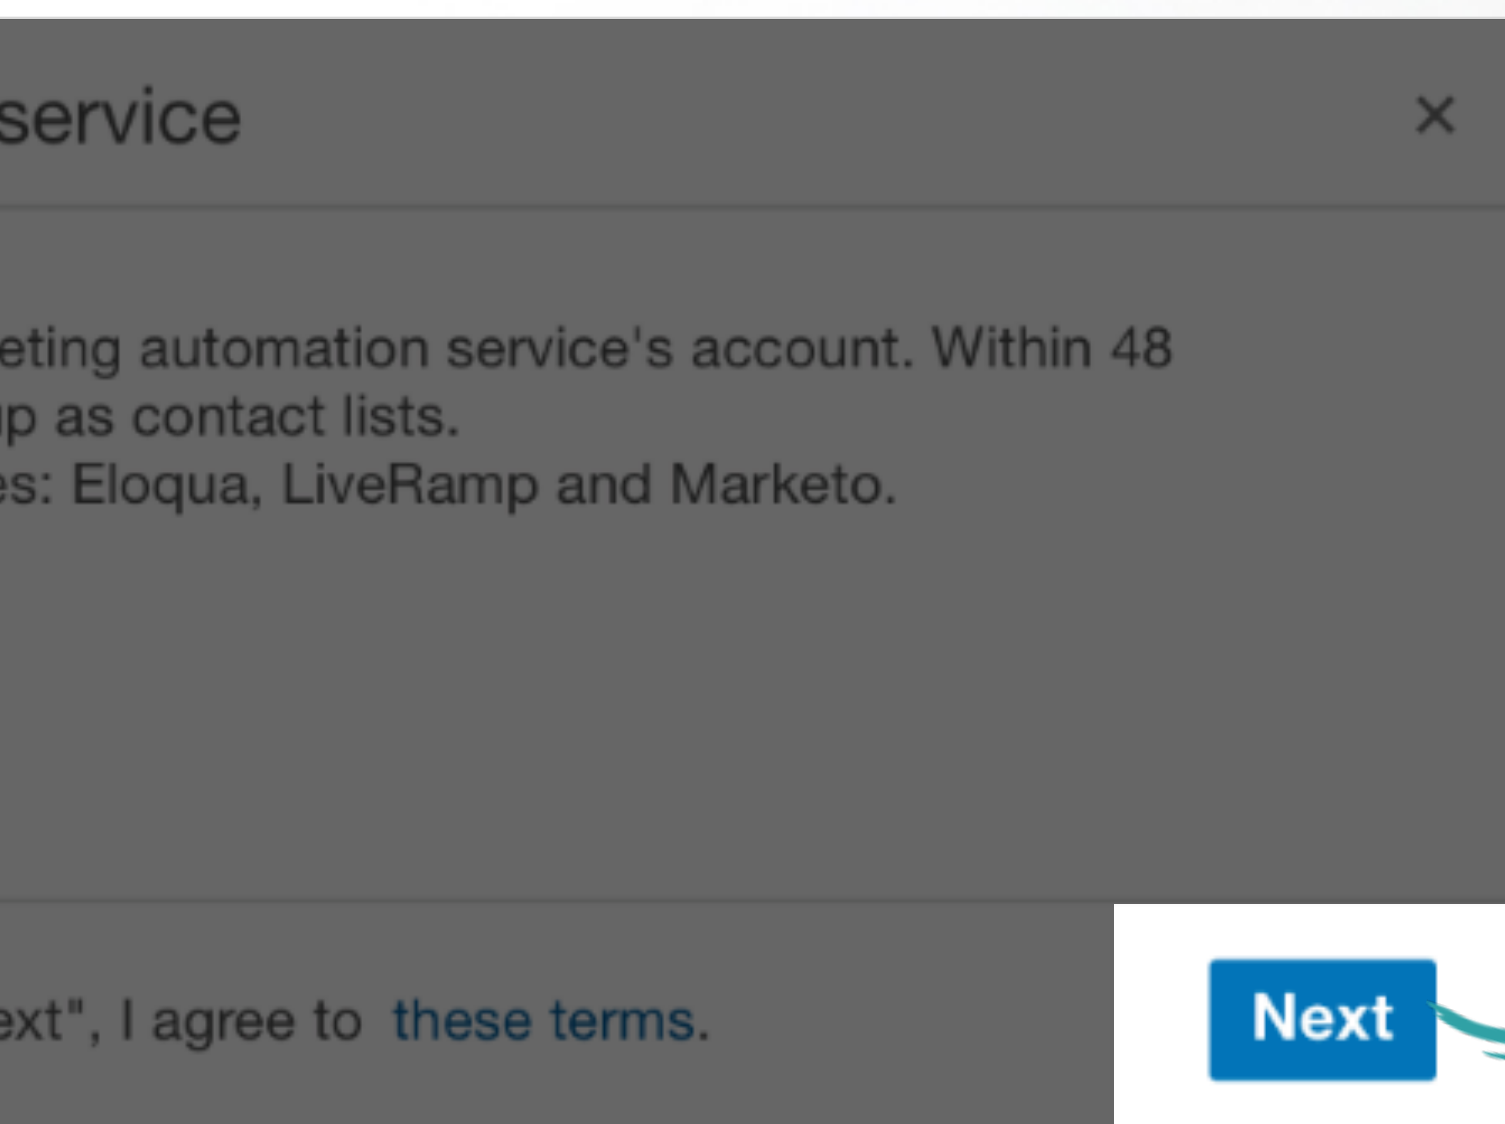 service
eting automation service's account. Within 48
up as contact lists.
es: Eloqua, LiveRamp and Marketo.
ext", I agree to these terms.
Next